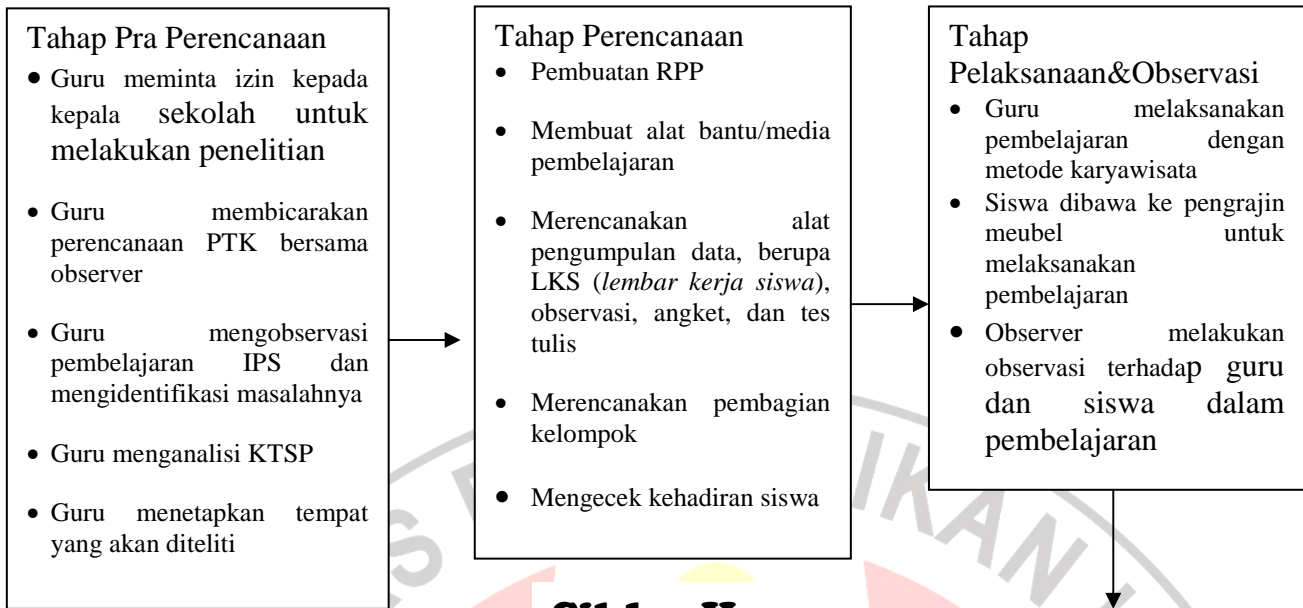 Tahap Pra Perencanaan
• Guru meminta izin kepada
kepala sekolah untuk
melakukan penelitian
• Guru membicarakan
perencanaan PTK bersama
observer
• Guru mengobservasi
pembelajaran IPS dan
mengidentifikasi masalahnya
• Guru menganalisi KTSP
• Guru menetapkan tempat
yang akan diteliti
Tahap Perencanaan
• Pembuatan RPP
• Membuat alat bantu/media
pembelajaran
• Merencanakan alat
pengumpulan data, berupa
LKS (lembar kerja siswa),
observasi, angket, dan tes
tulis
• Merencanakan pembagian
kelompok
• Mengecek kehadiran siswa
Tahap
Pelaksanaan&Observasi
• Guru melaksanakan
pembelajaran dengan
metode karyawisata
• Siswa dibawa ke pengrajin
meubel untuk
melaksanakan
pembelajaran
• Observer melakukan
observasi terhadap guru
dan siswa dalam
pembelajaran